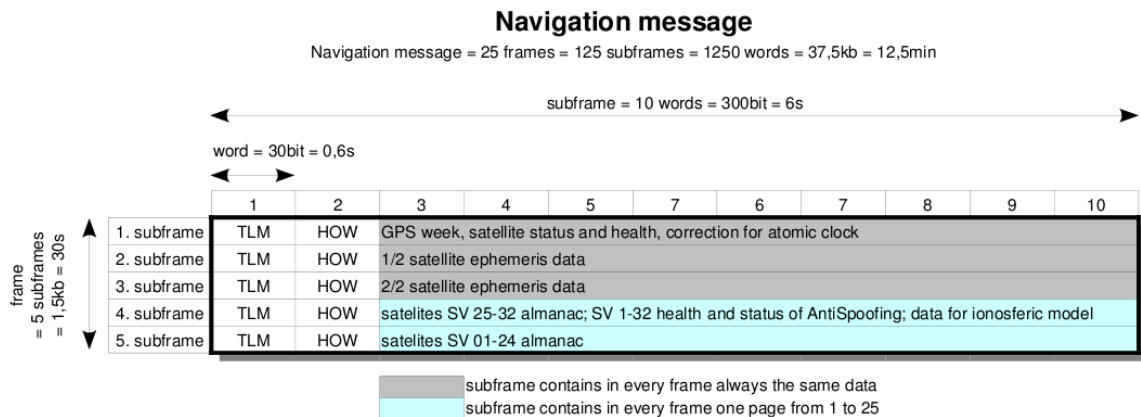 Navigation message
Navigation message = 25 frames = 125 subframes = 1250 words = 37,5kb = 12,5min
subframe = 10 words = 300bit = 6s
word = 30bit = 0,6s
1 2 3 4 5 7 6 7 8 9 10
1. subframe TLM HOW GPS week, satellite status and health, correction for atomic clock
2. subframe TLM HOW 1/2 satellite ephemeris data
3. subframe TLM HOW 2/2 satellite ephemeris data
4. subframe TLM HOW satelites SV 25-32 almanac; SV 1-32 health and status of AntiSpoofing; data for ionosferic model
5. subframe TLM HOW satelites SV 01-24 almanac
frame
= 5 subframes
= 1,5kb = 30s
subframe contains in every frame always the same data
subframe contains in every frame one page from 1 to 25